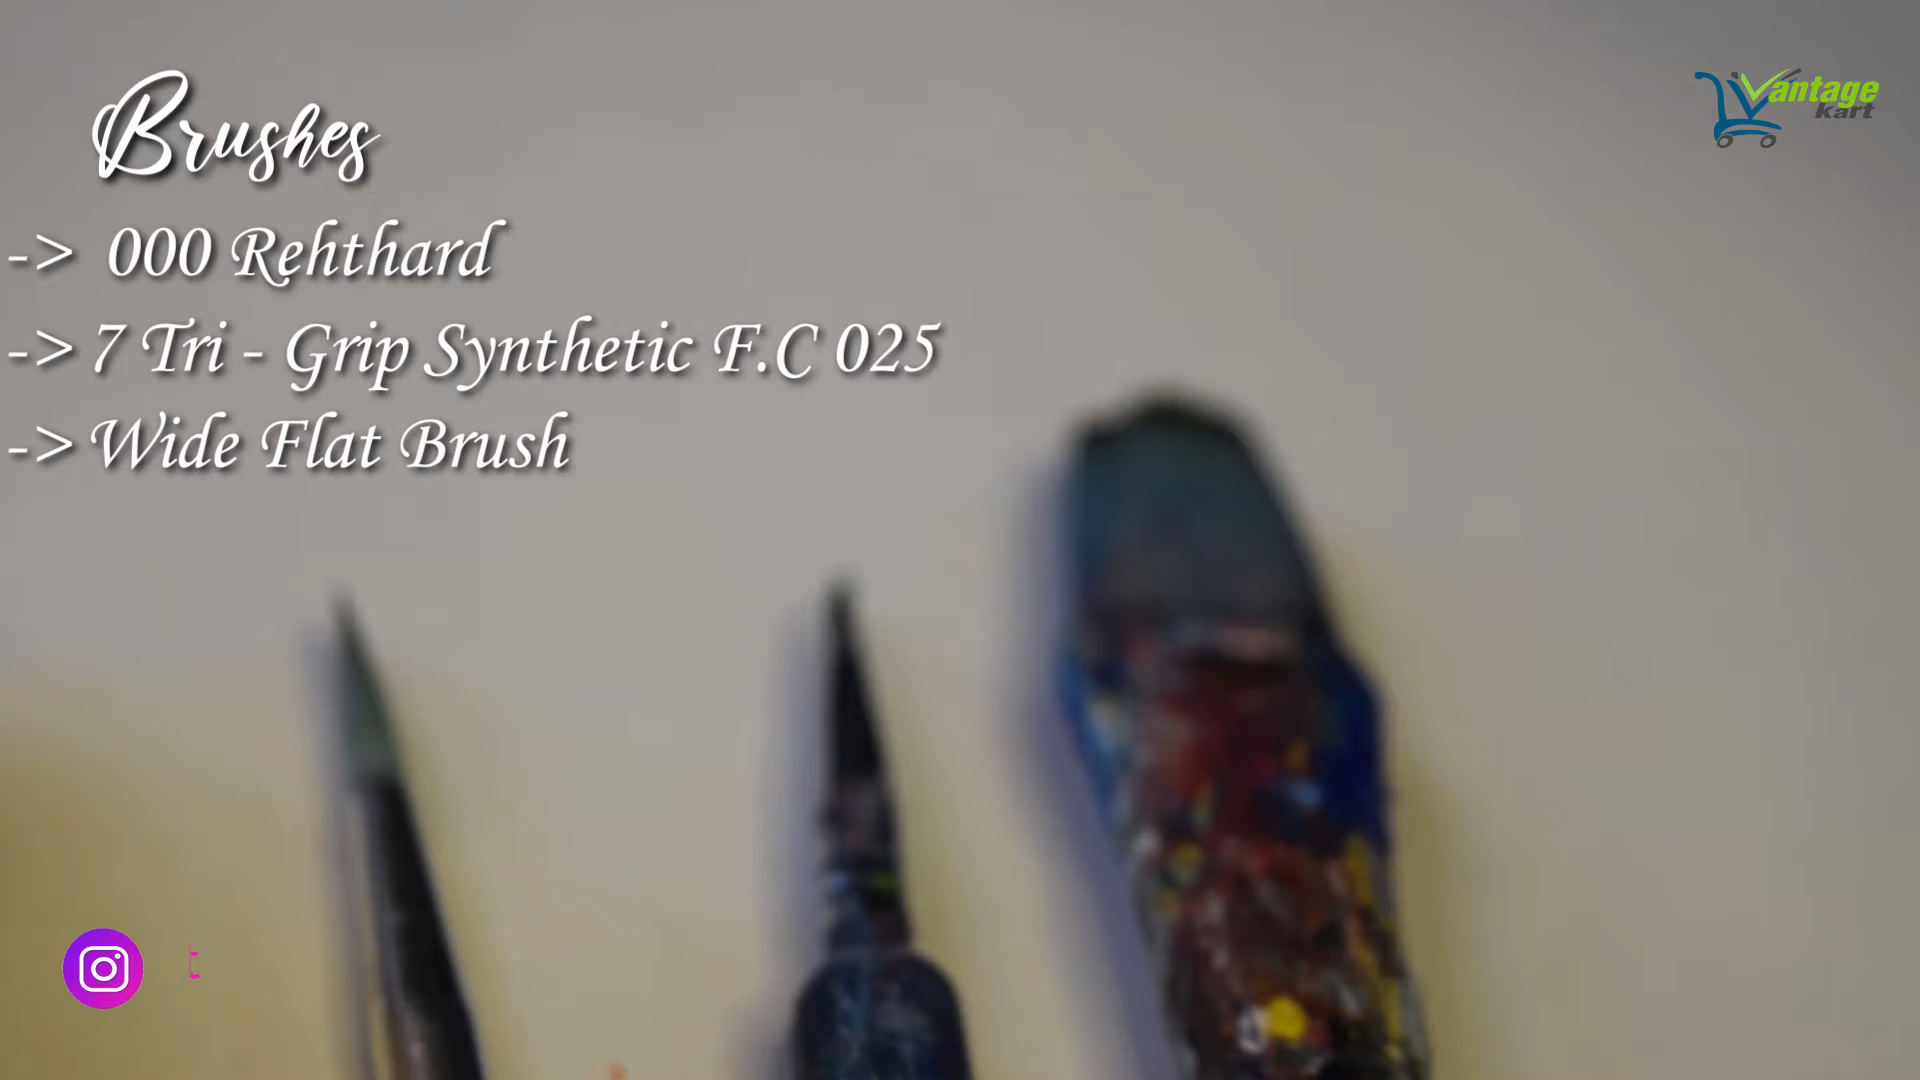 Brushes
Vantage
kart
-> 000 Rehthard
-> 7 Tri - Grip Synthetic F.C 025
-> Wide Flat Brush